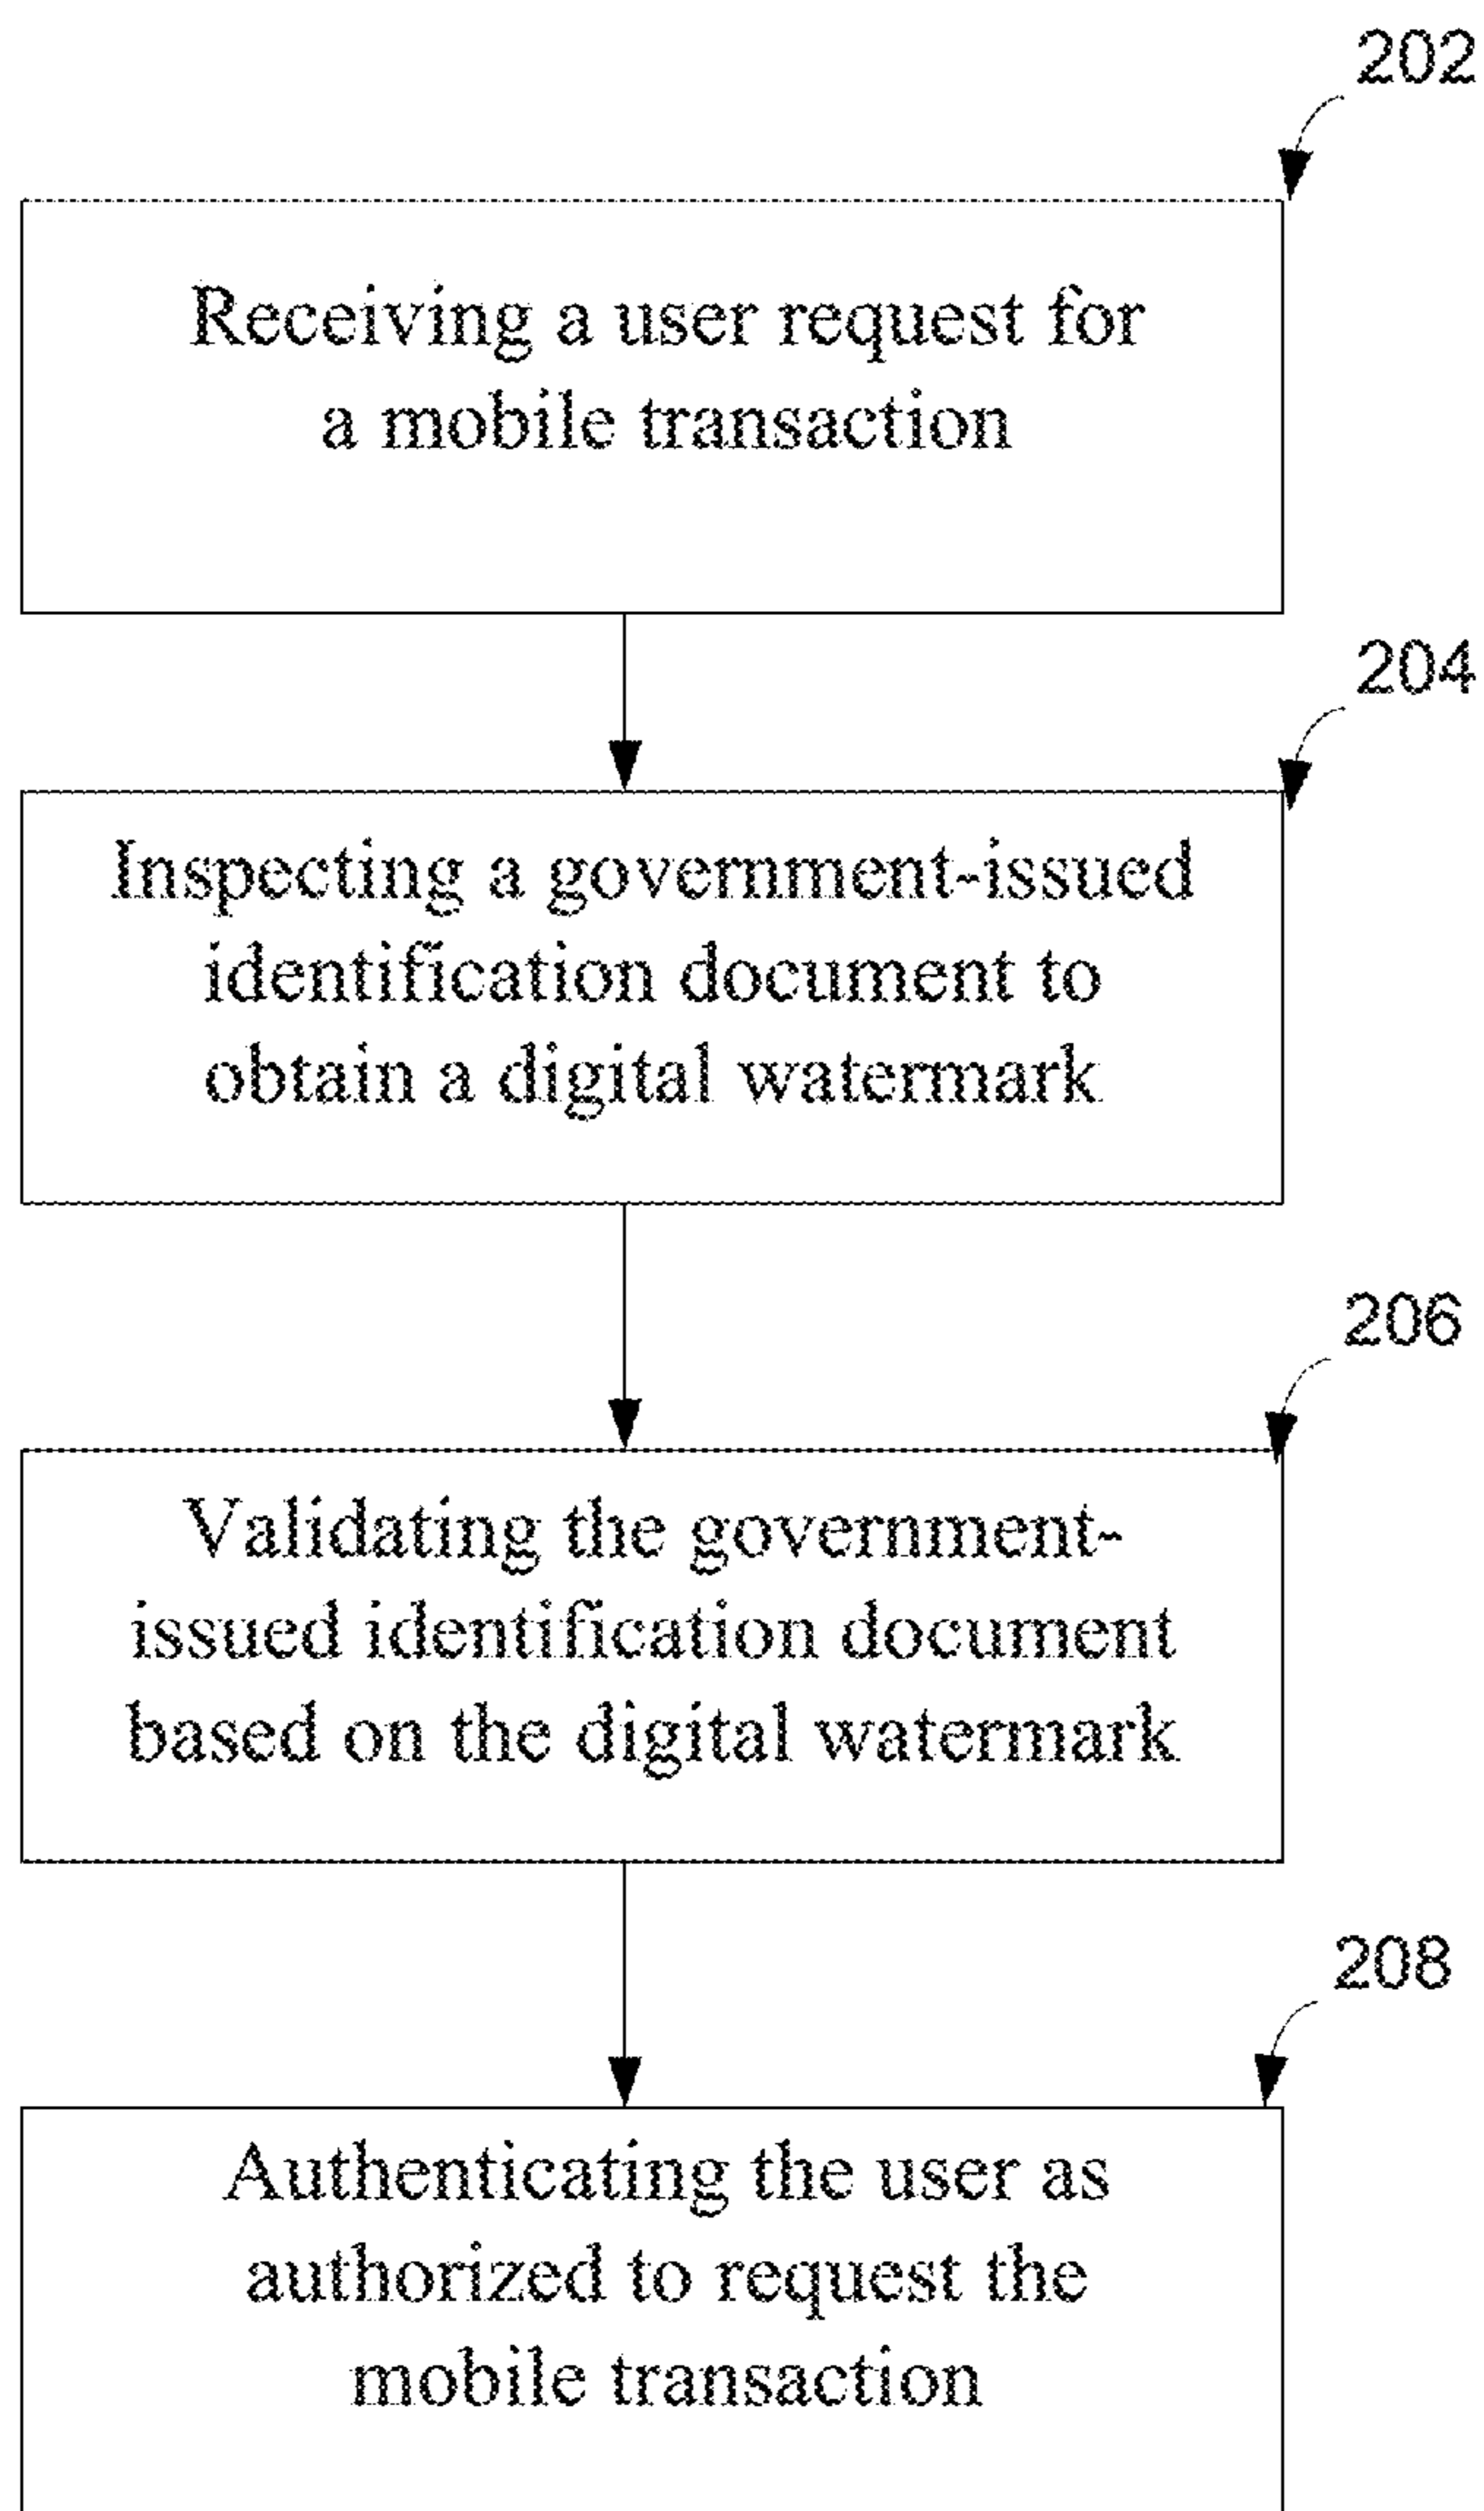 202
Receiving a user request for
a mobile transaction
204
Inspecting a government-issued
identification document to
obtain a digital watermark
206
Validating the government-
issued identification document
based on the digital watermark
208
Authenticating the user as
authorized to request the
mobile transaction